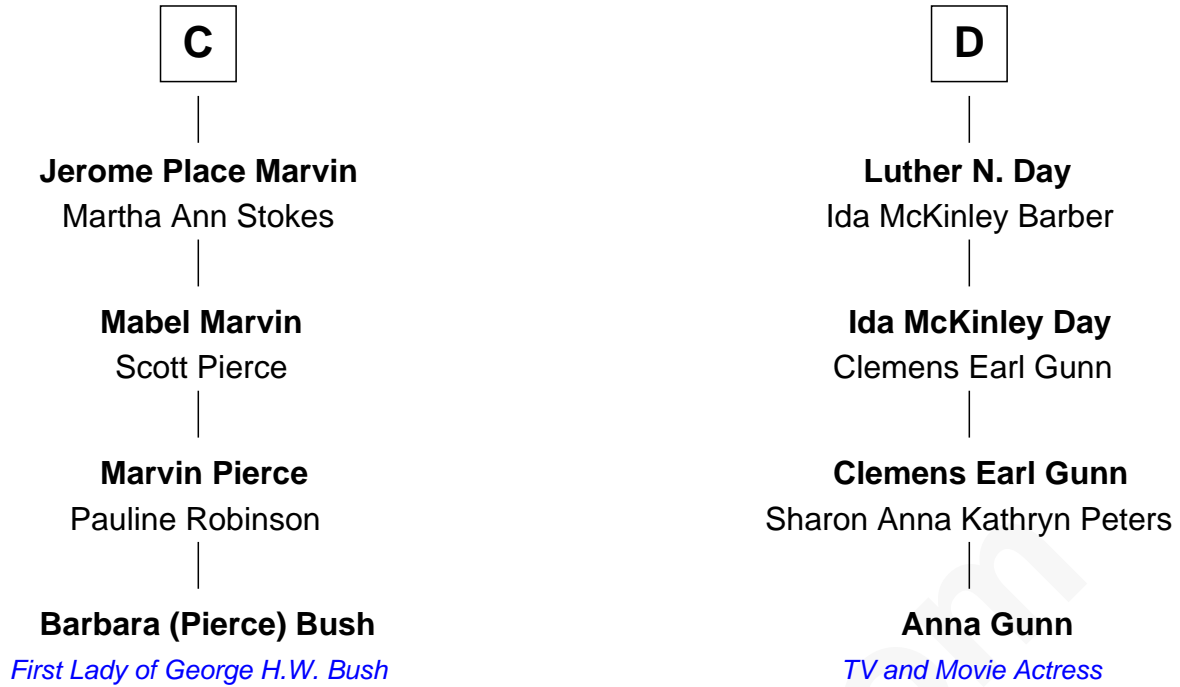 C
Jerome Place Marvin
Martha Ann Stokes
Mabel Marvin
Scott Pierce
Marvin Pierce
Pauline Robinson
Barbara (Pierce) Bush
First Lady of George H.W. Bush
D
Luther N. Day
Ida McKinley Barber
Ida McKinley Day
Clemens Earl Gunn
Clemens Earl Gunn
Sharon Anna Kathryn Peters
Anna Gunn
TV and Movie Actress